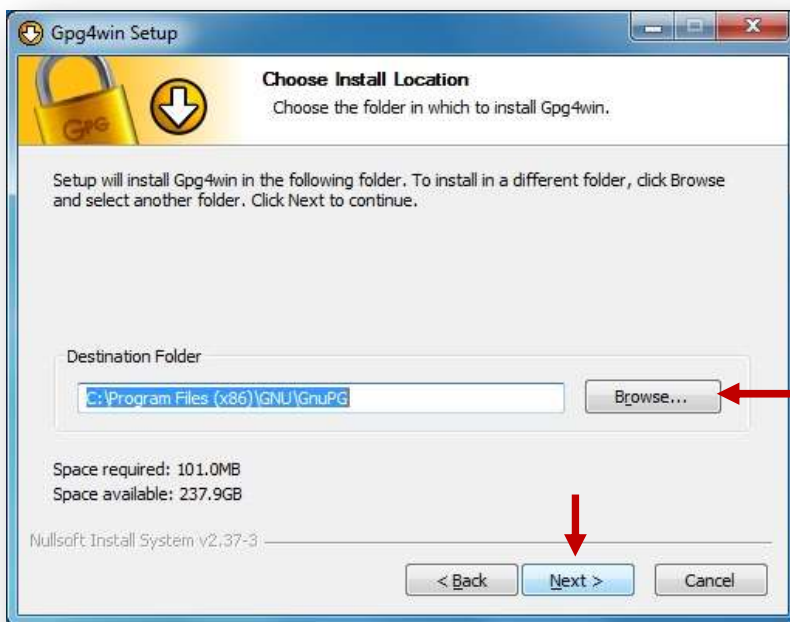 Gpg4win Setup
Choose Install Location
Choose the folder in which to install Gpg4win.
GPG
Setup will install Gpg4win in the following folder. To install in a different folder, click Browse
and select another folder. Click Next to continue.
Destination Folder
C:\Program Files (x86)\GNU\GnuPG
Browse...
Space required: 101.0MB
Space available: 237.9GB
Nullsoft Install System v2.37-3
< Back Next > Cancel